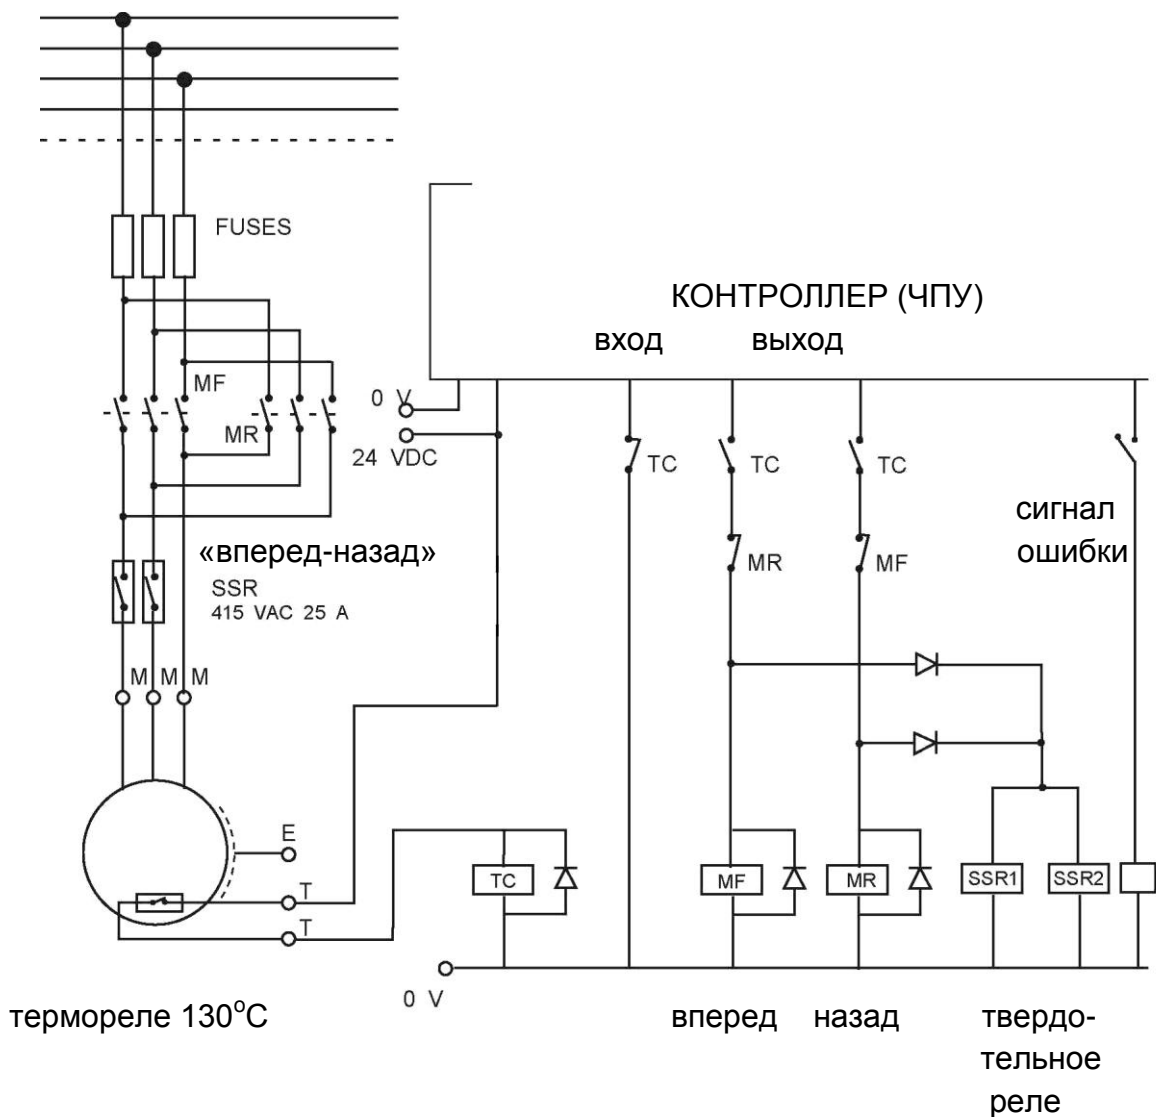 FUSES
КОНТРОЛЛЕР (ЧПУ)
вход
выход
MF
0 V
MR
24 VDC
TC
TC
TC
сигнал
ошибки
«вперед-назад»
MR
MF
SSR
415 VAC 25 A
M M M
E
T
T
TC
MF
MR
SSR1
SSR2
0 V
термореле 130°С
вперед
назад
твердо-
тельное
реле